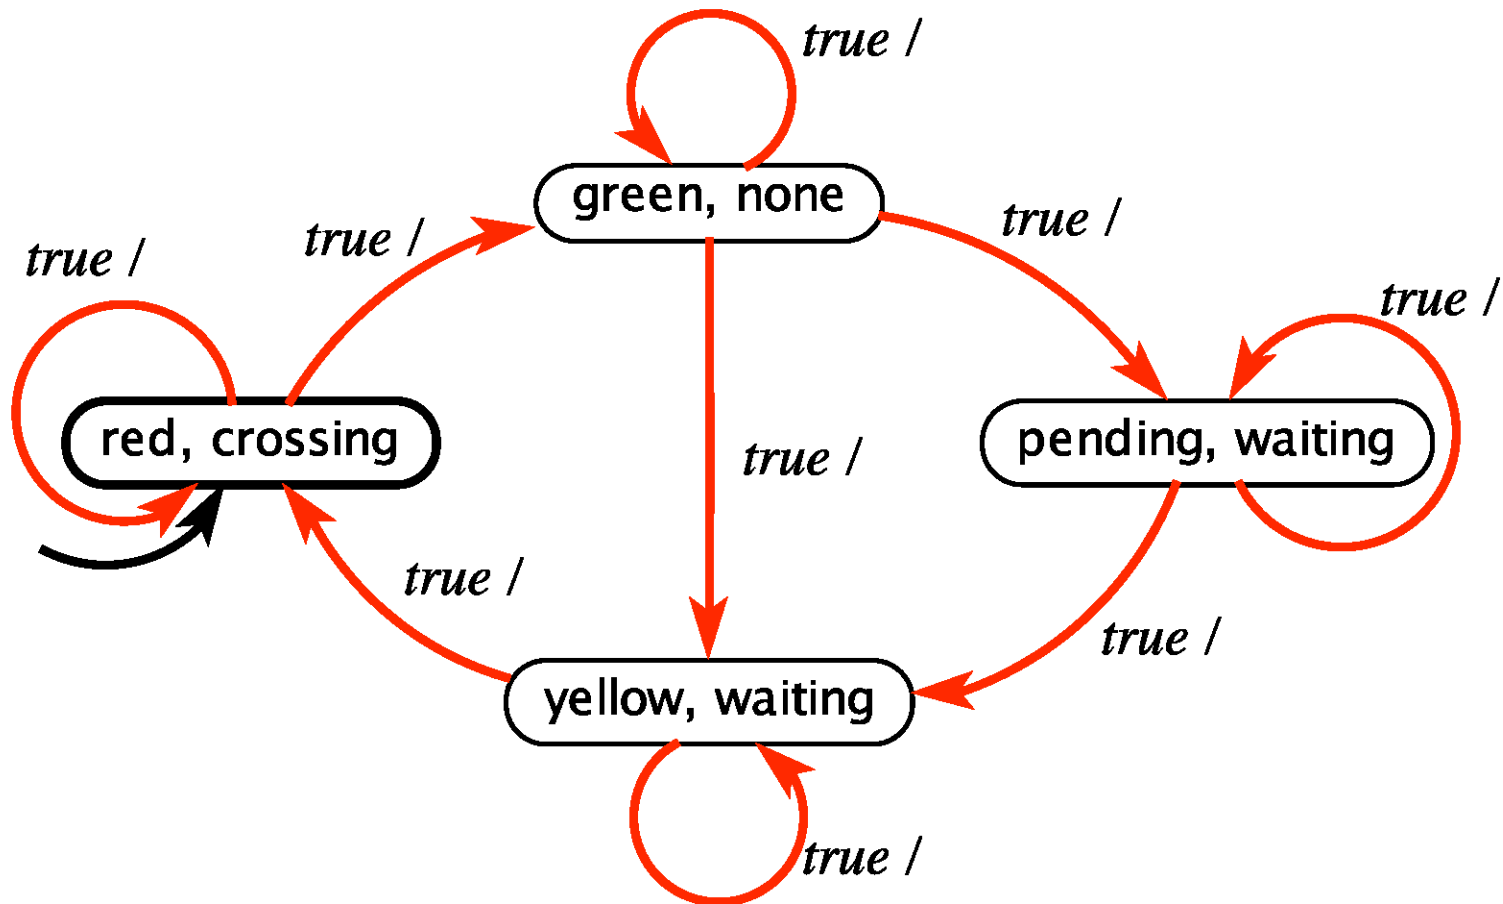 true /
green, none
true /
true /
true /
true /
red, crossing
pending, waiting
true /
true /
true /
yellow, waiting
true /